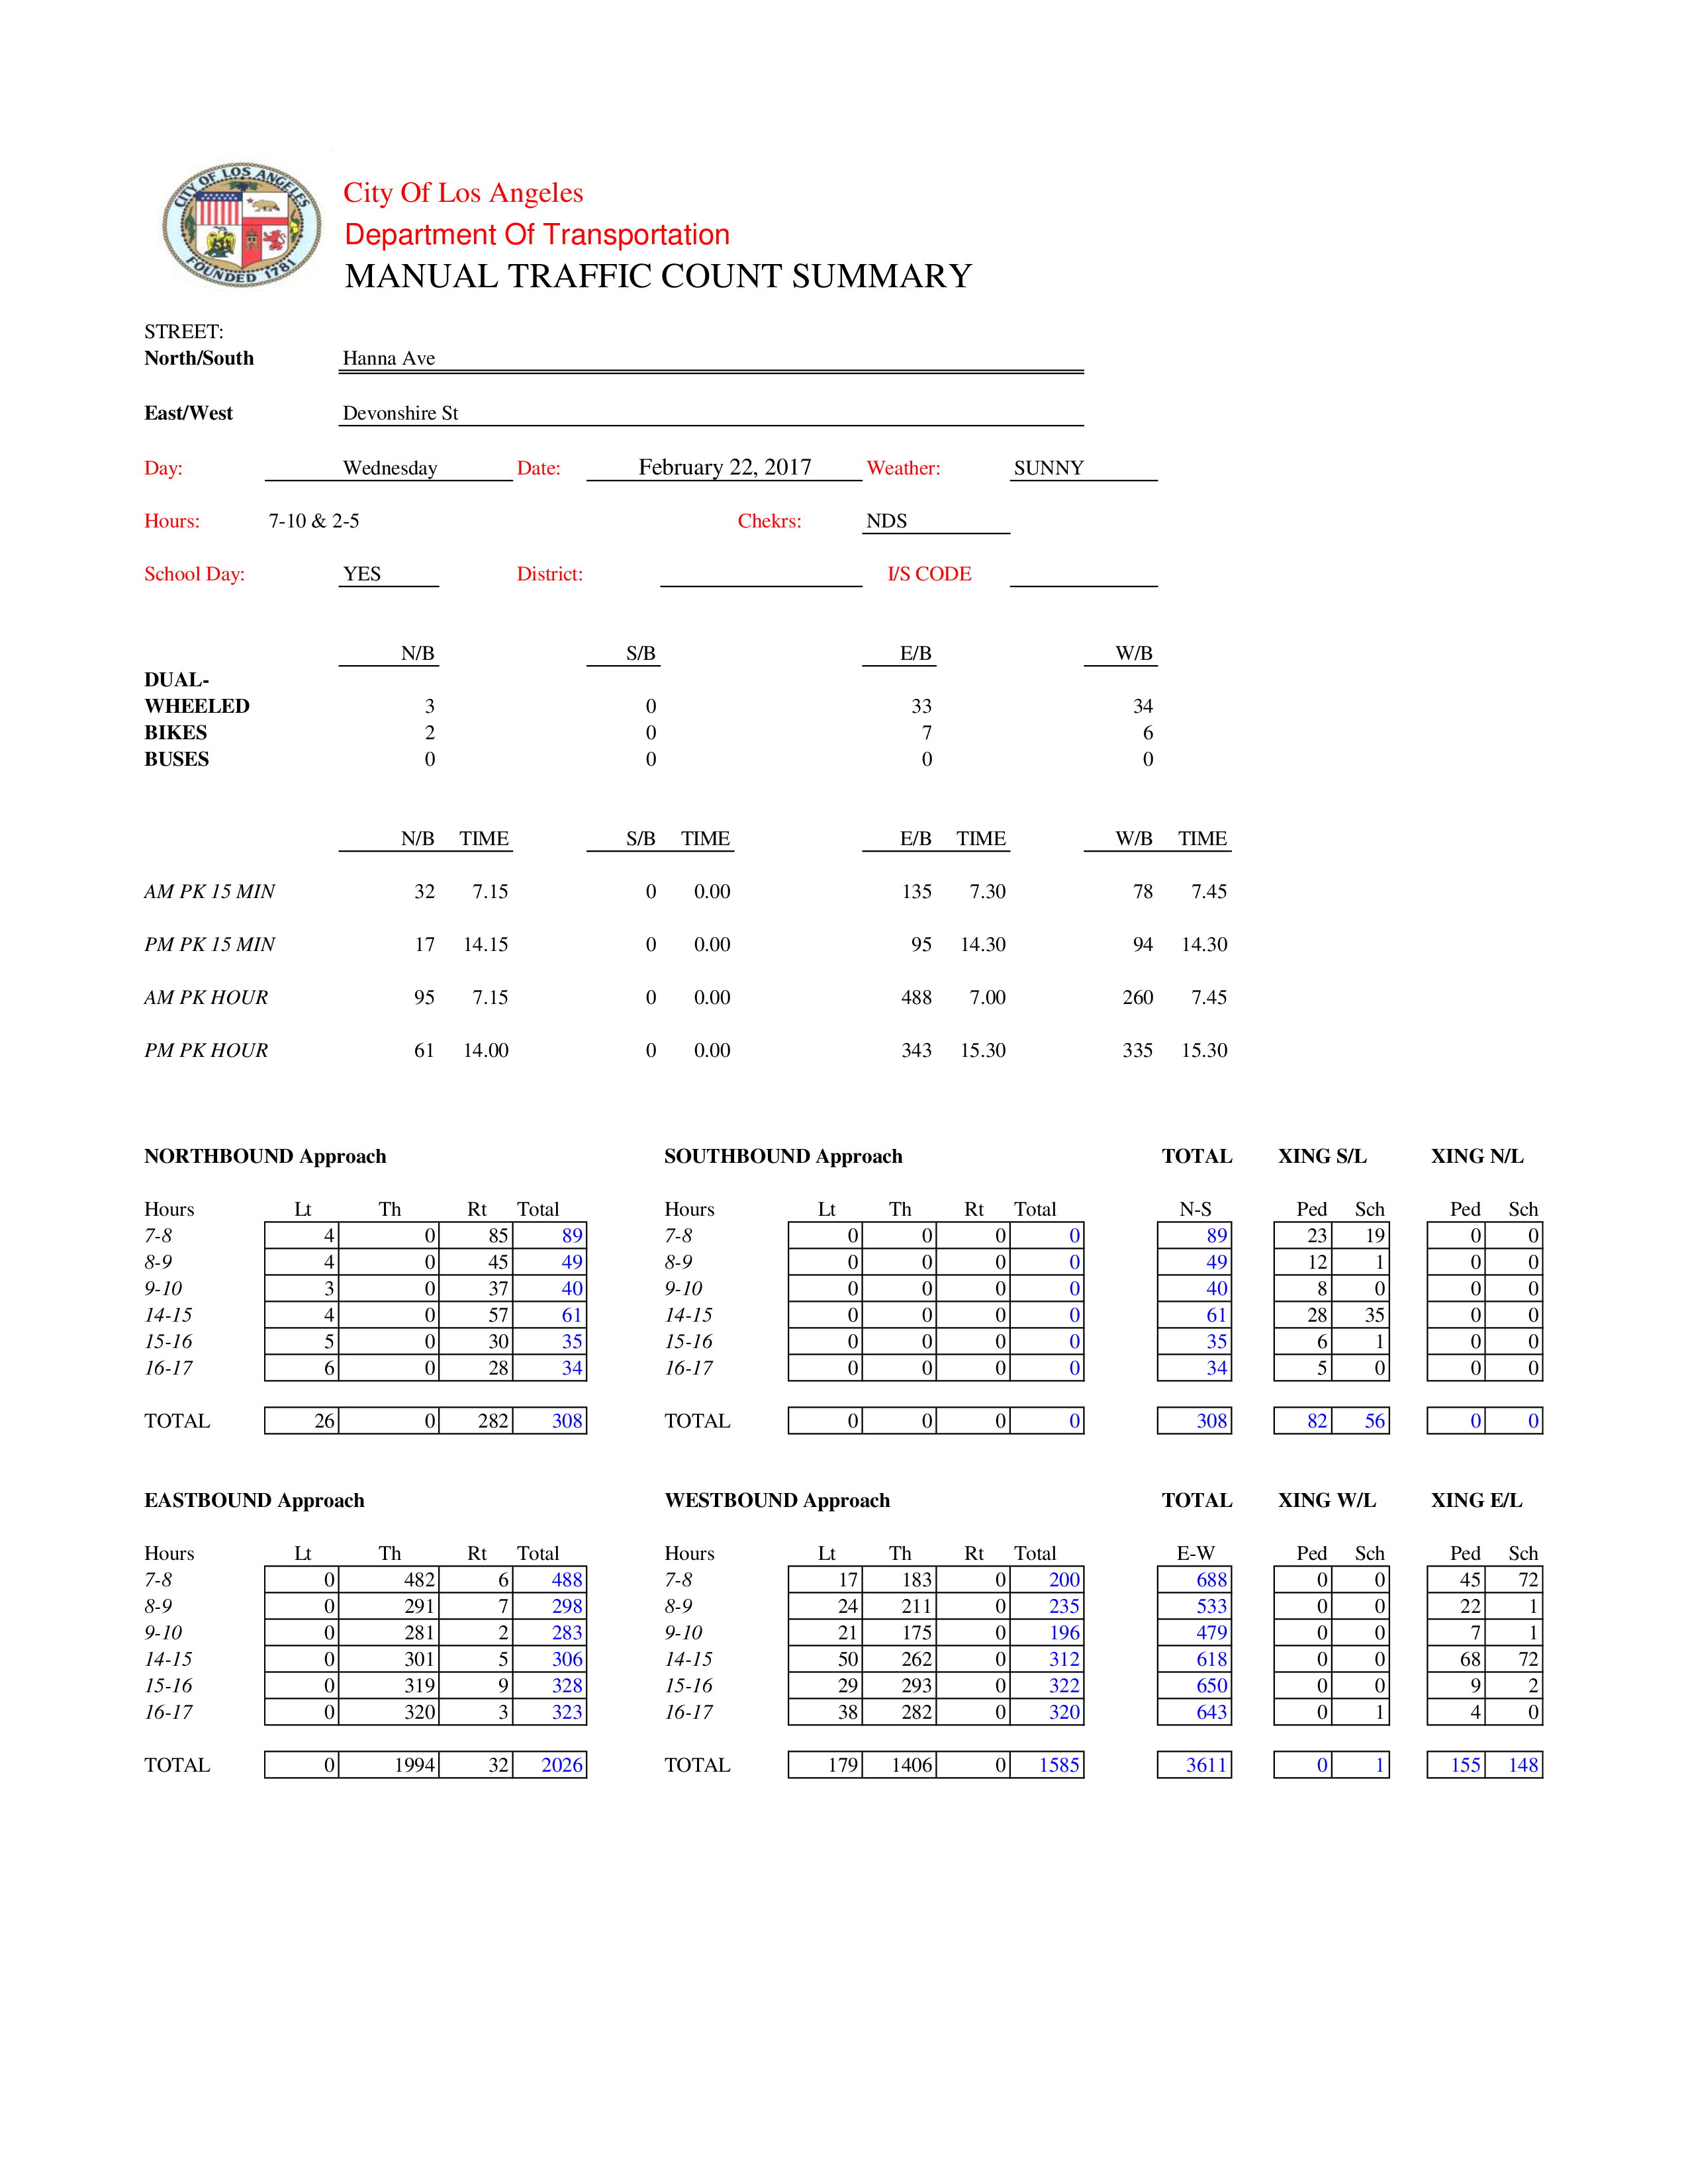 CITY OF LOS ANGELES
FOUNDED 1781
City Of Los Angeles
Department Of Transportation
MANUAL TRAFFIC COUNT SUMMARY
STREET:
North/South Hanna Ave
East/West Devonshire St
Day: Wednesday Date: February 22, 2017 Weather: SUNNY
Hours: 7-10 & 2-5 Chekrs: NDS
School Day: YES District: I/S CODE
N/B S/B E/B W/B
DUAL-
WHEELED 3 0 33 34
BIKES 2 0 7 6
BUSES 0 0 0 0
N/B TIME S/B TIME E/B TIME W/B TIME
AM PK 15 MIN 32 7.15 0 0.00 135 7.30 78 7.45
PM PK 15 MIN 17 14.15 0 0.00 95 14.30 94 14.30
AM PK HOUR 95 7.15 0 0.00 488 7.00 260 7.45
PM PK HOUR 61 14.00 0 0.00 343 15.30 335 15.30
NORTHBOUND Approach SOUTHBOUND Approach TOTAL XING S/L XING N/L
Hours Lt Th Rt Total Hours Lt Th Rt Total N-S Ped Sch Ped Sch
7-8 4 0 85 89 7-8 0 0 0 0 89 23 19 0 0
8-9 4 0 45 49 8-9 0 0 0 0 49 12 1 0 0
9-10 3 0 37 40 9-10 0 0 0 0 40 8 0 0 0
14-15 4 0 57 61 14-15 0 0 0 0 61 28 35 0 0
15-16 5 0 30 35 15-16 0 0 0 0 35 6 1 0 0
16-17 6 0 28 34 16-17 0 0 0 0 34 5 0 0 0
TOTAL 26 0 282 308 TOTAL 0 0 0 0 308 82 56 0 0
EASTBOUND Approach WESTBOUND Approach TOTAL XING W/L XING E/L
Hours Lt Th Rt Total Hours Lt Th Rt Total E-W Ped Sch Ped Sch
7-8 0 482 6 488 7-8 17 183 0 200 688 0 0 45 72
8-9 0 291 7 298 8-9 24 211 0 235 533 0 0 22 1
9-10 0 281 2 283 9-10 21 175 0 196 479 0 0 7 1
14-15 0 301 5 306 14-15 50 262 0 312 618 0 0 68 72
15-16 0 319 9 328 15-16 29 293 0 322 650 0 0 9 2
16-17 0 320 3 323 16-17 38 282 0 320 643 0 1 4 0
TOTAL 0 1994 32 2026 TOTAL 179 1406 0 1585 3611 0 1 155 148